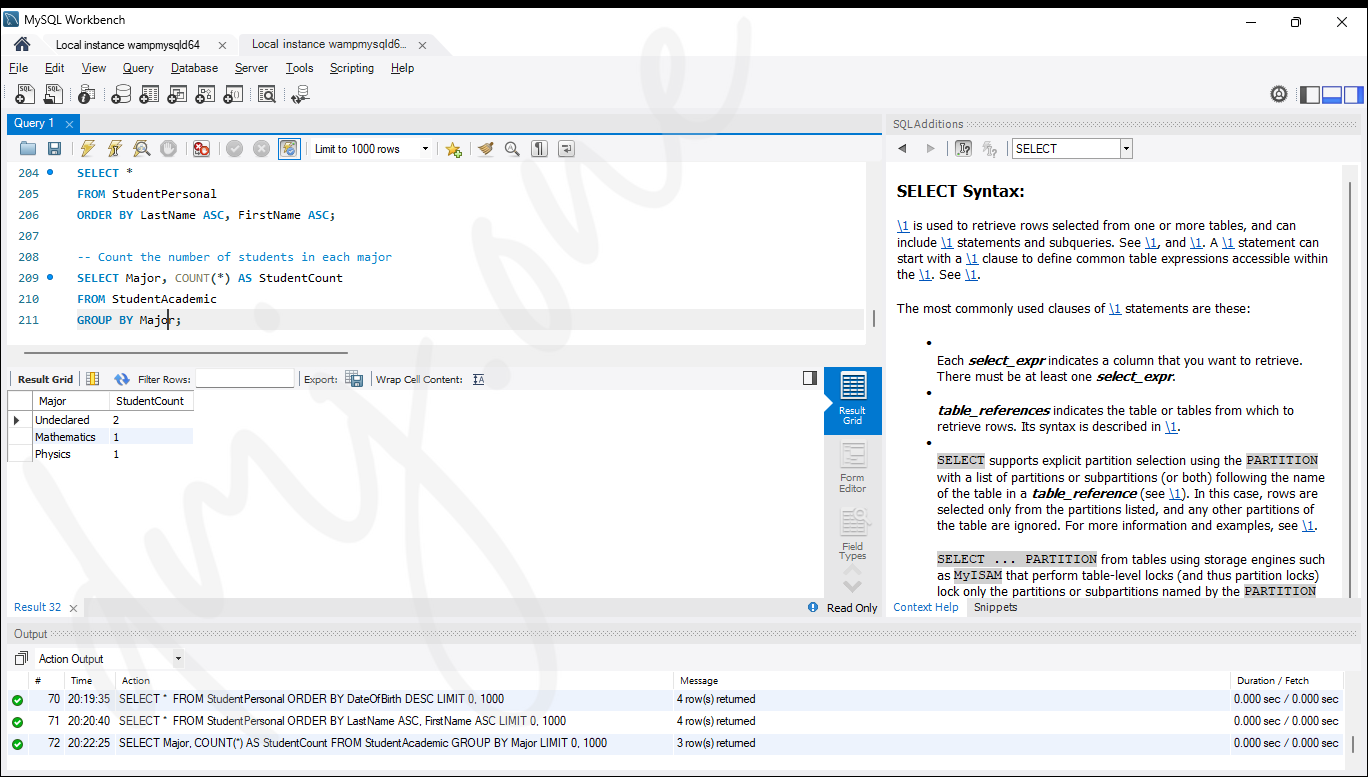 MySQL Workbench
Local instance wampmysqld64
Local instance wampmysqld6...
File Edit View Query Database Server Tools Scripting Help
Query 1
Limit to 1000 rows
204 SELECT *
205 FROM StudentPersonal
206 ORDER BY LastName ASC, FirstName ASC;
207
208 -- Count the number of students in each major
209 SELECT Major, COUNT(*) AS StudentCount
210 FROM StudentAcademic
211 GROUP BY Major;
Result Grid Filter Rows: Export: Wrap Cell Content:
Major StudentCount
Undeclared 2
Mathematics 1
Physics 1
Result Grid
Form Editor
Field Types
Result 32
Read Only
SQLAdditions
SELECT
SELECT Syntax:
\1 is used to retrieve rows selected from one or more tables, and can
include \1 statements and subqueries. See \1, and \1. A \1 statement can
start with a \1 clause to define common table expressions accessible within
the \1. See \1.
The most commonly used clauses of \1 statements are these:
Each select_expr indicates a column that you want to retrieve.
There must be at least one select_expr.
table_references indicates the table or tables from which to
retrieve rows. Its syntax is described in \1.
SELECT supports explicit partition selection using the PARTITION
with a list of partitions or subpartitions (or both) following the name
of the table in a table_reference (see \1). In this case, rows are
selected only from the partitions listed, and any other partitions of
the table are ignored. For more information and examples, see \1.
SELECT ... PARTITION from tables using storage engines such
as MyISAM that perform table-level locks (and thus partition locks)
lock only the partitions or subpartitions named by the PARTITION
Context Help Snippets
Output
Action Output
# Time Action Message Duration / Fetch
70 20:19:35 SELECT * FROM StudentPersonal ORDER BY DateOfBirth DESC LIMIT 0, 1000 4 row(s) returned 0.000 sec / 0.000 sec
71 20:20:40 SELECT * FROM StudentPersonal ORDER BY LastName ASC, FirstName ASC LIMIT 0, 1000 4 row(s) returned 0.000 sec / 0.000 sec
72 20:22:25 SELECT Major, COUNT(*) AS StudentCount FROM StudentAcademic GROUP BY Major LIMIT 0, 1000 3 row(s) returned 0.000 sec / 0.000 sec